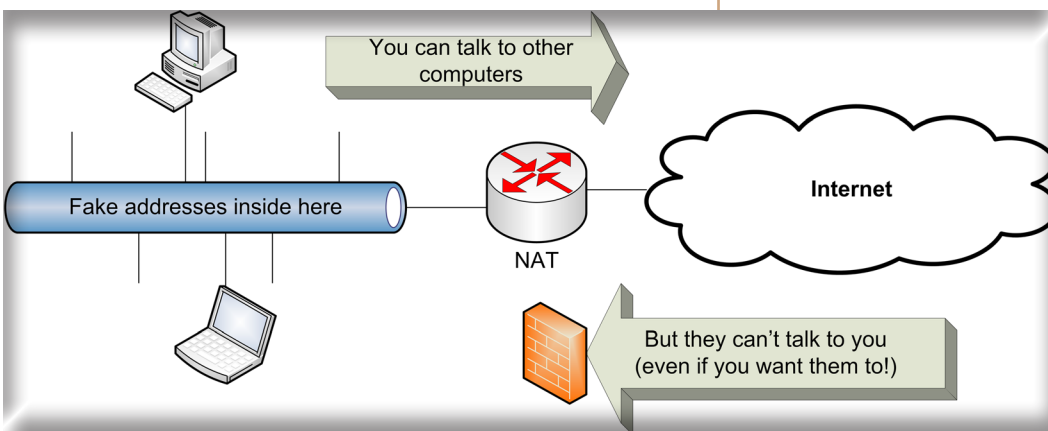 You can talk to other
computers
Fake addresses inside here
Internet
NAT
But they can’t talk to you
(even if you want them to!)